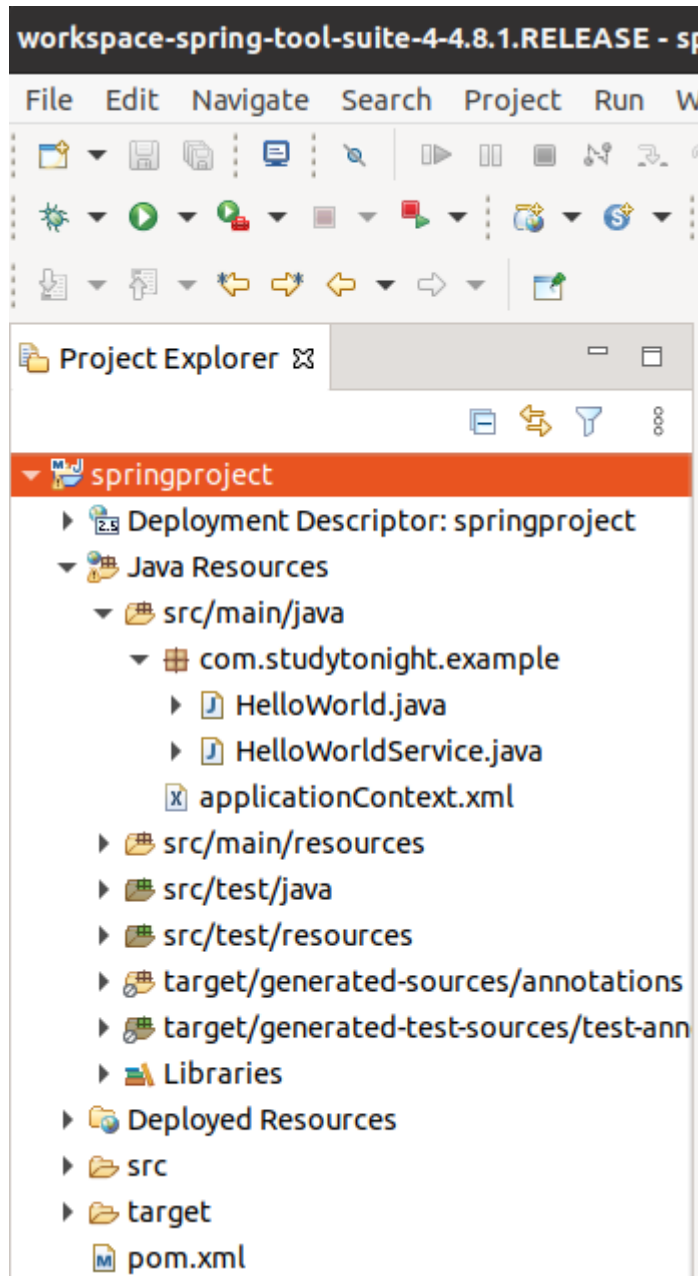 workspace-spring-tool-suite-4-4.8.1.RELEASE - sp
File Edit Navigate Search Project Run W
Project Explorer
springproject
Deployment Descriptor: springproject
Java Resources
src/main/java
com.studytonight.example
HelloWorld.java
HelloWorldService.java
applicationContext.xml
src/main/resources
src/test/java
src/test/resources
target/generated-sources/annotations
target/generated-test-sources/test-ann
Libraries
Deployed Resources
src
target
pom.xml